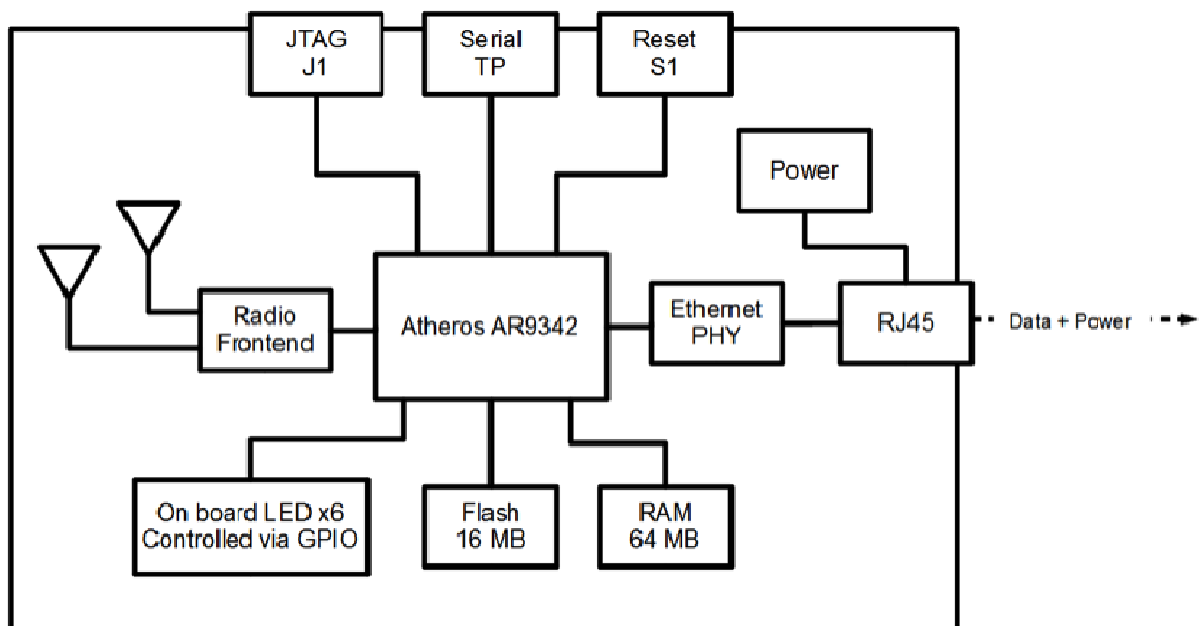 JTAG
J1
Serial
TP
Reset
S1
Power
Radio
Frontend
Atheros AR9342
Ethernet
PHY
RJ45
Data + Power
On board LED x6
Controlled via GPIO
Flash
16 MB
RAM
64 MB